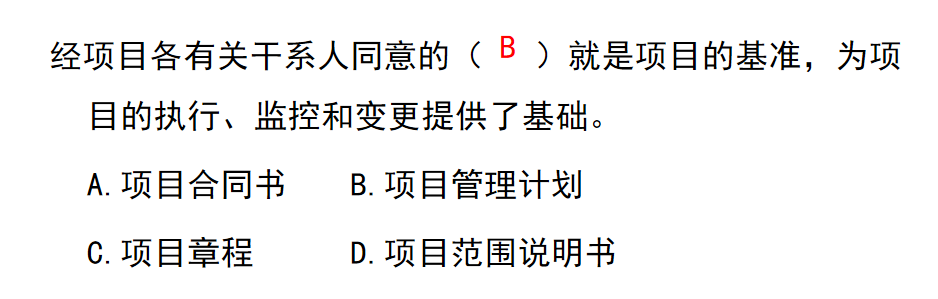 经项目各有关干系人同意的（ B ）就是项目的基准，为项
目的执行、监控和变更提供了基础。
A.项目合同书 B.项目管理计划
C.项目章程 D.项目范围说明书